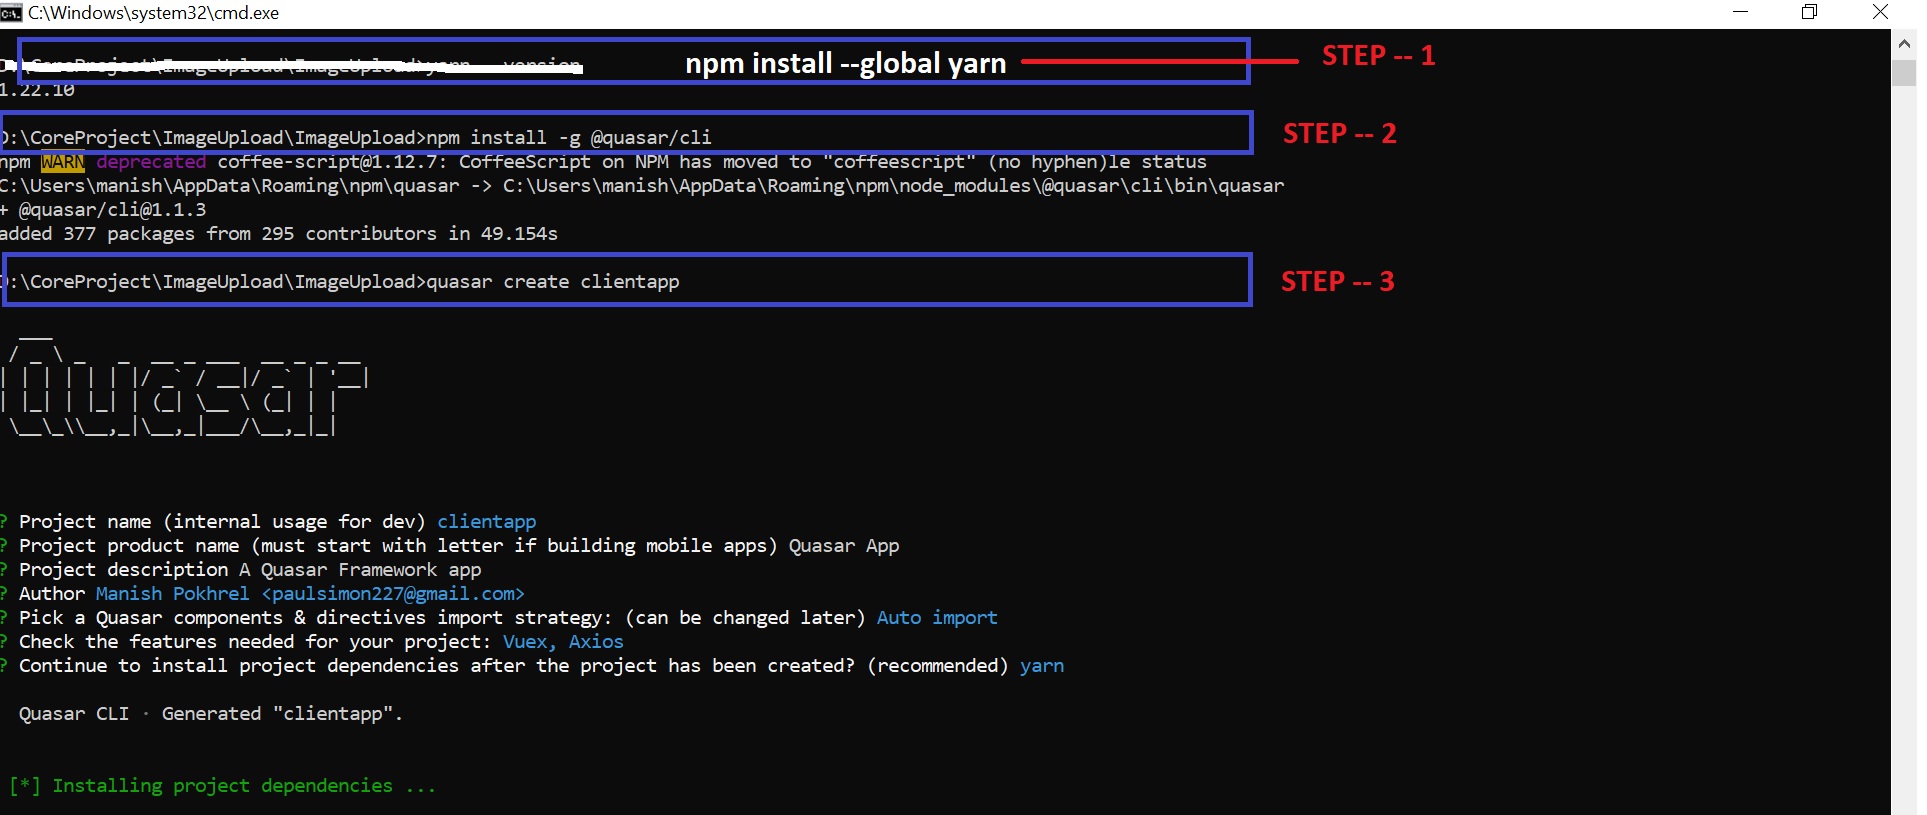 C:\Windows\system32\cmd.exe
npm install --global yarn STEP -- 1
1.22.10
D:\CoreProject\ImageUpload\ImageUpload>npm install -g @quasar/cli STEP -- 2
npm WARN deprecated coffee-script@1.12.7: CoffeeScript on NPM has moved to "coffeescript" (no hyphen)le status
C:\Users\manish\AppData\Roaming\npm\quasar -> C:\Users\manish\AppData\Roaming\npm\node_modules\@quasar\cli\bin\quasar
+ @quasar/cli@1.1.3
added 377 packages from 295 contributors in 49.154s
D:\CoreProject\ImageUpload\ImageUpload>quasar create clientapp STEP -- 3
Quasar
? Project name (internal usage for dev) clientapp
? Project product name (must start with letter if building mobile apps) Quasar App
? Project description A Quasar Framework app
? Author Manish Pokhrel <paulsimon227@gmail.com>
? Pick a Quasar components & directives import strategy: (can be changed later) Auto import
? Check the features needed for your project: Vuex, Axios
? Continue to install project dependencies after the project has been created? (recommended) yarn
Quasar CLI · Generated "clientapp".
[*] Installing project dependencies ...